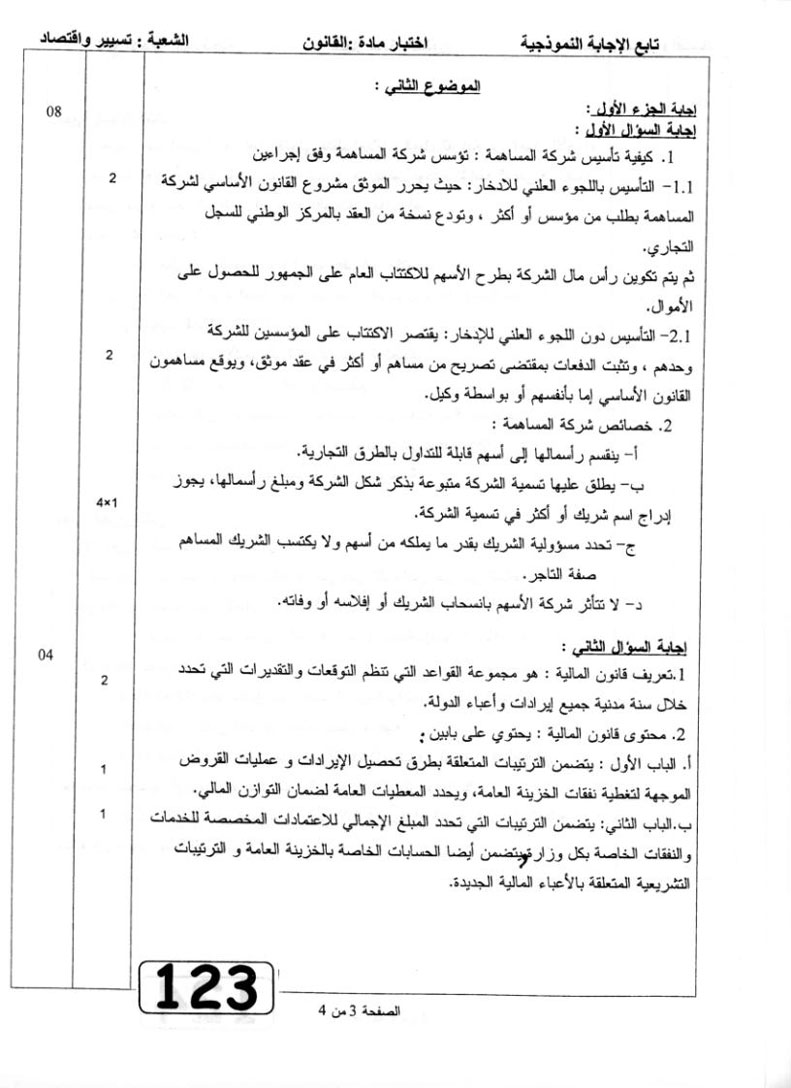 تابع الإجابة النموذجية اختبار مادة :القانون الشعبة : تسيير واقتصاد
الموضوع الثاني :
إجابة الجزء الأول :
08
إجابة السؤال الأول :
1. كيفية تأسيس شركة المساهمة : تؤسس شركة المساهمة وفق إجراءين
1.1- التأسيس باللجوء العلني للادخار: حيث يحرر الموثق مشروع القانون الأساسي لشركة 2
المساهمة بطلب من مؤسس أو أكثر ، وتودع نسخة من العقد بالمركز الوطني للسجل
التجاري.
ثم يتم تكوين رأس مال الشركة بطرح الأسهم للاكتتاب العام على الجمهور للحصول على
الأموال.
2.1- التأسيس دون اللجوء العلني للإدخار: يقتصر الاكتتاب على المؤسسين للشركة
وحدهم ، وتثبت الدفعات بمقتضى تصريح من مساهم أو أكثر في عقد موثق، ويوقع مساهمون 2
القانون الأساسي إما بأنفسهم أو بواسطة وكيل.
2. خصائص شركة المساهمة :
أ- ينقسم رأسمالها إلى أسهم قابلة للتداول بالطرق التجارية.
ب- يطلق عليها تسمية الشركة متبوعة بذكر شكل الشركة ومبلغ رأسمالها، يجوز
4×1
إدراج اسم شريك أو أكثر في تسمية الشركة.
ج- تحدد مسؤولية الشريك بقدر ما يملكه من أسهم ولا يكتسب الشريك المساهم
صفة التاجر.
د- لا تتأثر شركة الأسهم بانسحاب الشريك أو إفلاسه أو وفاته.
إجابة السؤال الثاني :
04
1.تعريف قانون المالية : هو مجموعة القواعد التي تنظم التوقعات والتقديرات التي تحدد 2
خلال سنة مدنية جميع إيرادات وأعباء الدولة.
2. محتوى قانون المالية : يحتوي على بابين :
أ. الباب الأول : يتضمن الترتيبات المتعلقة بطرق تحصيل الإيرادات و عمليات القروض 1
الموجهة لتغطية نفقات الخزينة العامة، ويحدد المعطيات العامة لضمان التوازن المالي.
ب.الباب الثاني: يتضمن الترتيبات التي تحدد المبلغ الإجمالي للاعتمادات المخصصة للخدمات 1
والنفقات الخاصة بكل وزارة ويتضمن أيضا الحسابات الخاصة بالخزينة العامة و الترتيبات
التشريعية المتعلقة بالأعباء المالية الجديدة.
123
الصفحة 3 من 4